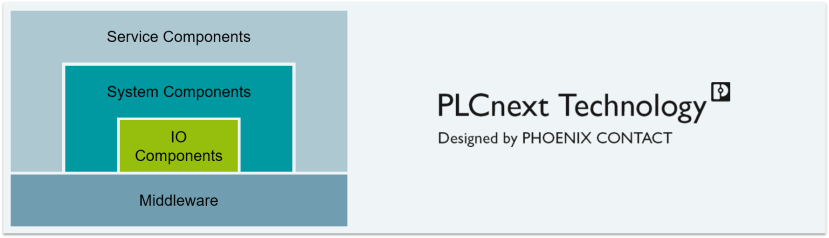 Service Components
System Components
IO
Components
Middleware
PLCnext Technology
Designed by PHOENIX CONTACT